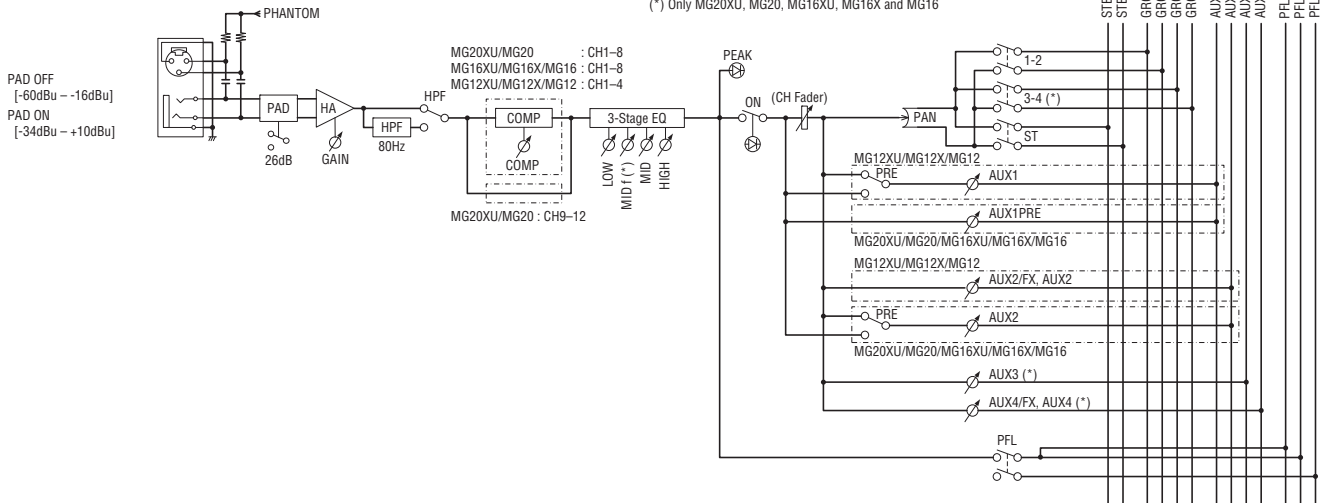 (*) Only MG20XU, MG20, MG16XU, MG16X and MG16
PHANTOM
PAD OFF
[-60dBu – -16dBu]
PAD ON
[-34dBu – +10dBu]
PAD
26dB
HA
GAIN
HPF
80Hz
HPF
MG20XU/MG20 : CH1–8
MG16XU/MG16X/MG16 : CH1–8
MG12XU/MG12X/MG12 : CH1–4
COMP
COMP
MG20XU/MG20 : CH9–12
3-Stage EQ
LOW
MID f (*)
MID
HIGH
PEAK
ON
(CH Fader)
PAN
1-2
3-4 (*)
ST
MG12XU/MG12X/MG12
PRE
AUX1
AUX1PRE
MG20XU/MG20/MG16XU/MG16X/MG16
MG12XU/MG12X/MG12
AUX2/FX, AUX2
PRE
AUX2
MG20XU/MG20/MG16XU/MG16X/MG16
AUX3 (*)
AUX4/FX, AUX4 (*)
PFL
PFL
PFL
PFL